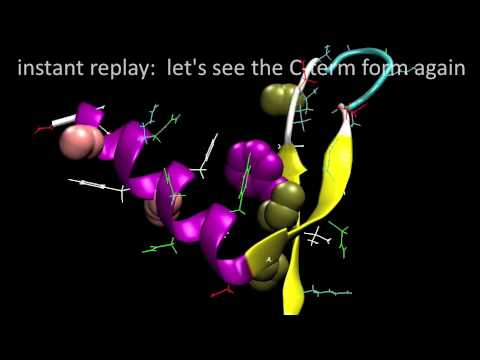 instant replay:  let's see the C-term form again